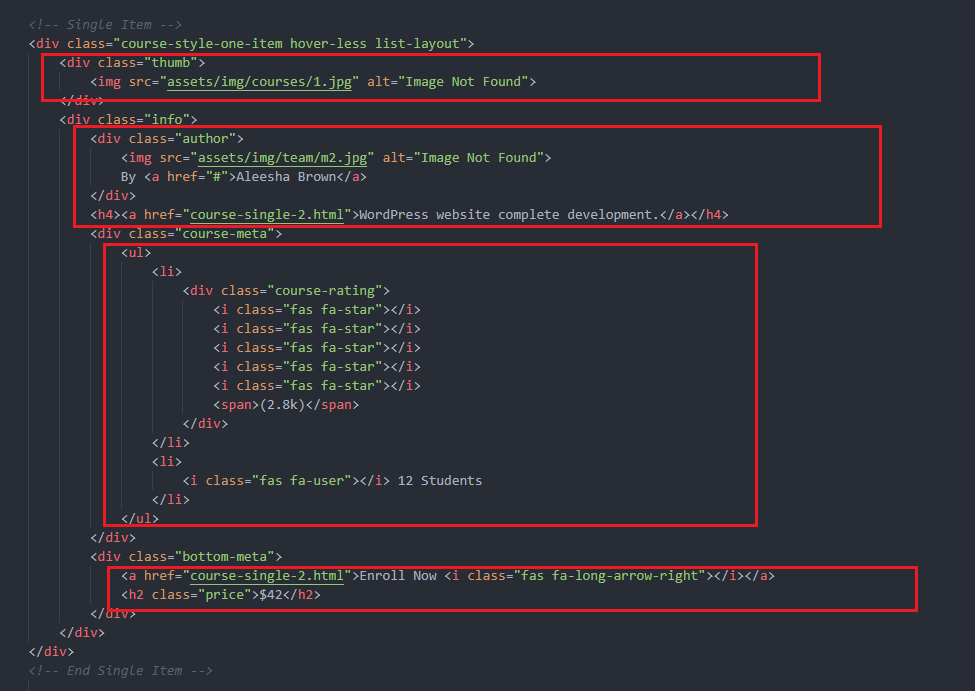 <!-- Single Item -->
<div class="course-style-one-item hover-less list-layout">
<div class="thumb">
<img src="assets/img/courses/1.jpg" alt="Image Not Found">
</div>
<div class="info">
<div class="author">
<img src="assets/img/team/m2.jpg" alt="Image Not Found">
By <a href="#">Aleesha Brown</a>
</div>
<h4><a href="course-single-2.html">WordPress website complete development.</a></h4>
<div class="course-meta">
<ul>
<li>
<div class="course-rating">
<i class="fas fa-star"></i>
<i class="fas fa-star"></i>
<i class="fas fa-star"></i>
<i class="fas fa-star"></i>
<i class="fas fa-star"></i>
<span>(2.8k)</span>
</div>
</li>
<li>
<i class="fas fa-user"></i> 12 Students
</li>
</ul>
</div>
<div class="bottom-meta">
<a href="course-single-2.html">Enroll Now <i class="fas fa-long-arrow-right"></i></a>
<h2 class="price">$42</h2>
</div>
</div>
</div>
<!-- End Single Item -->